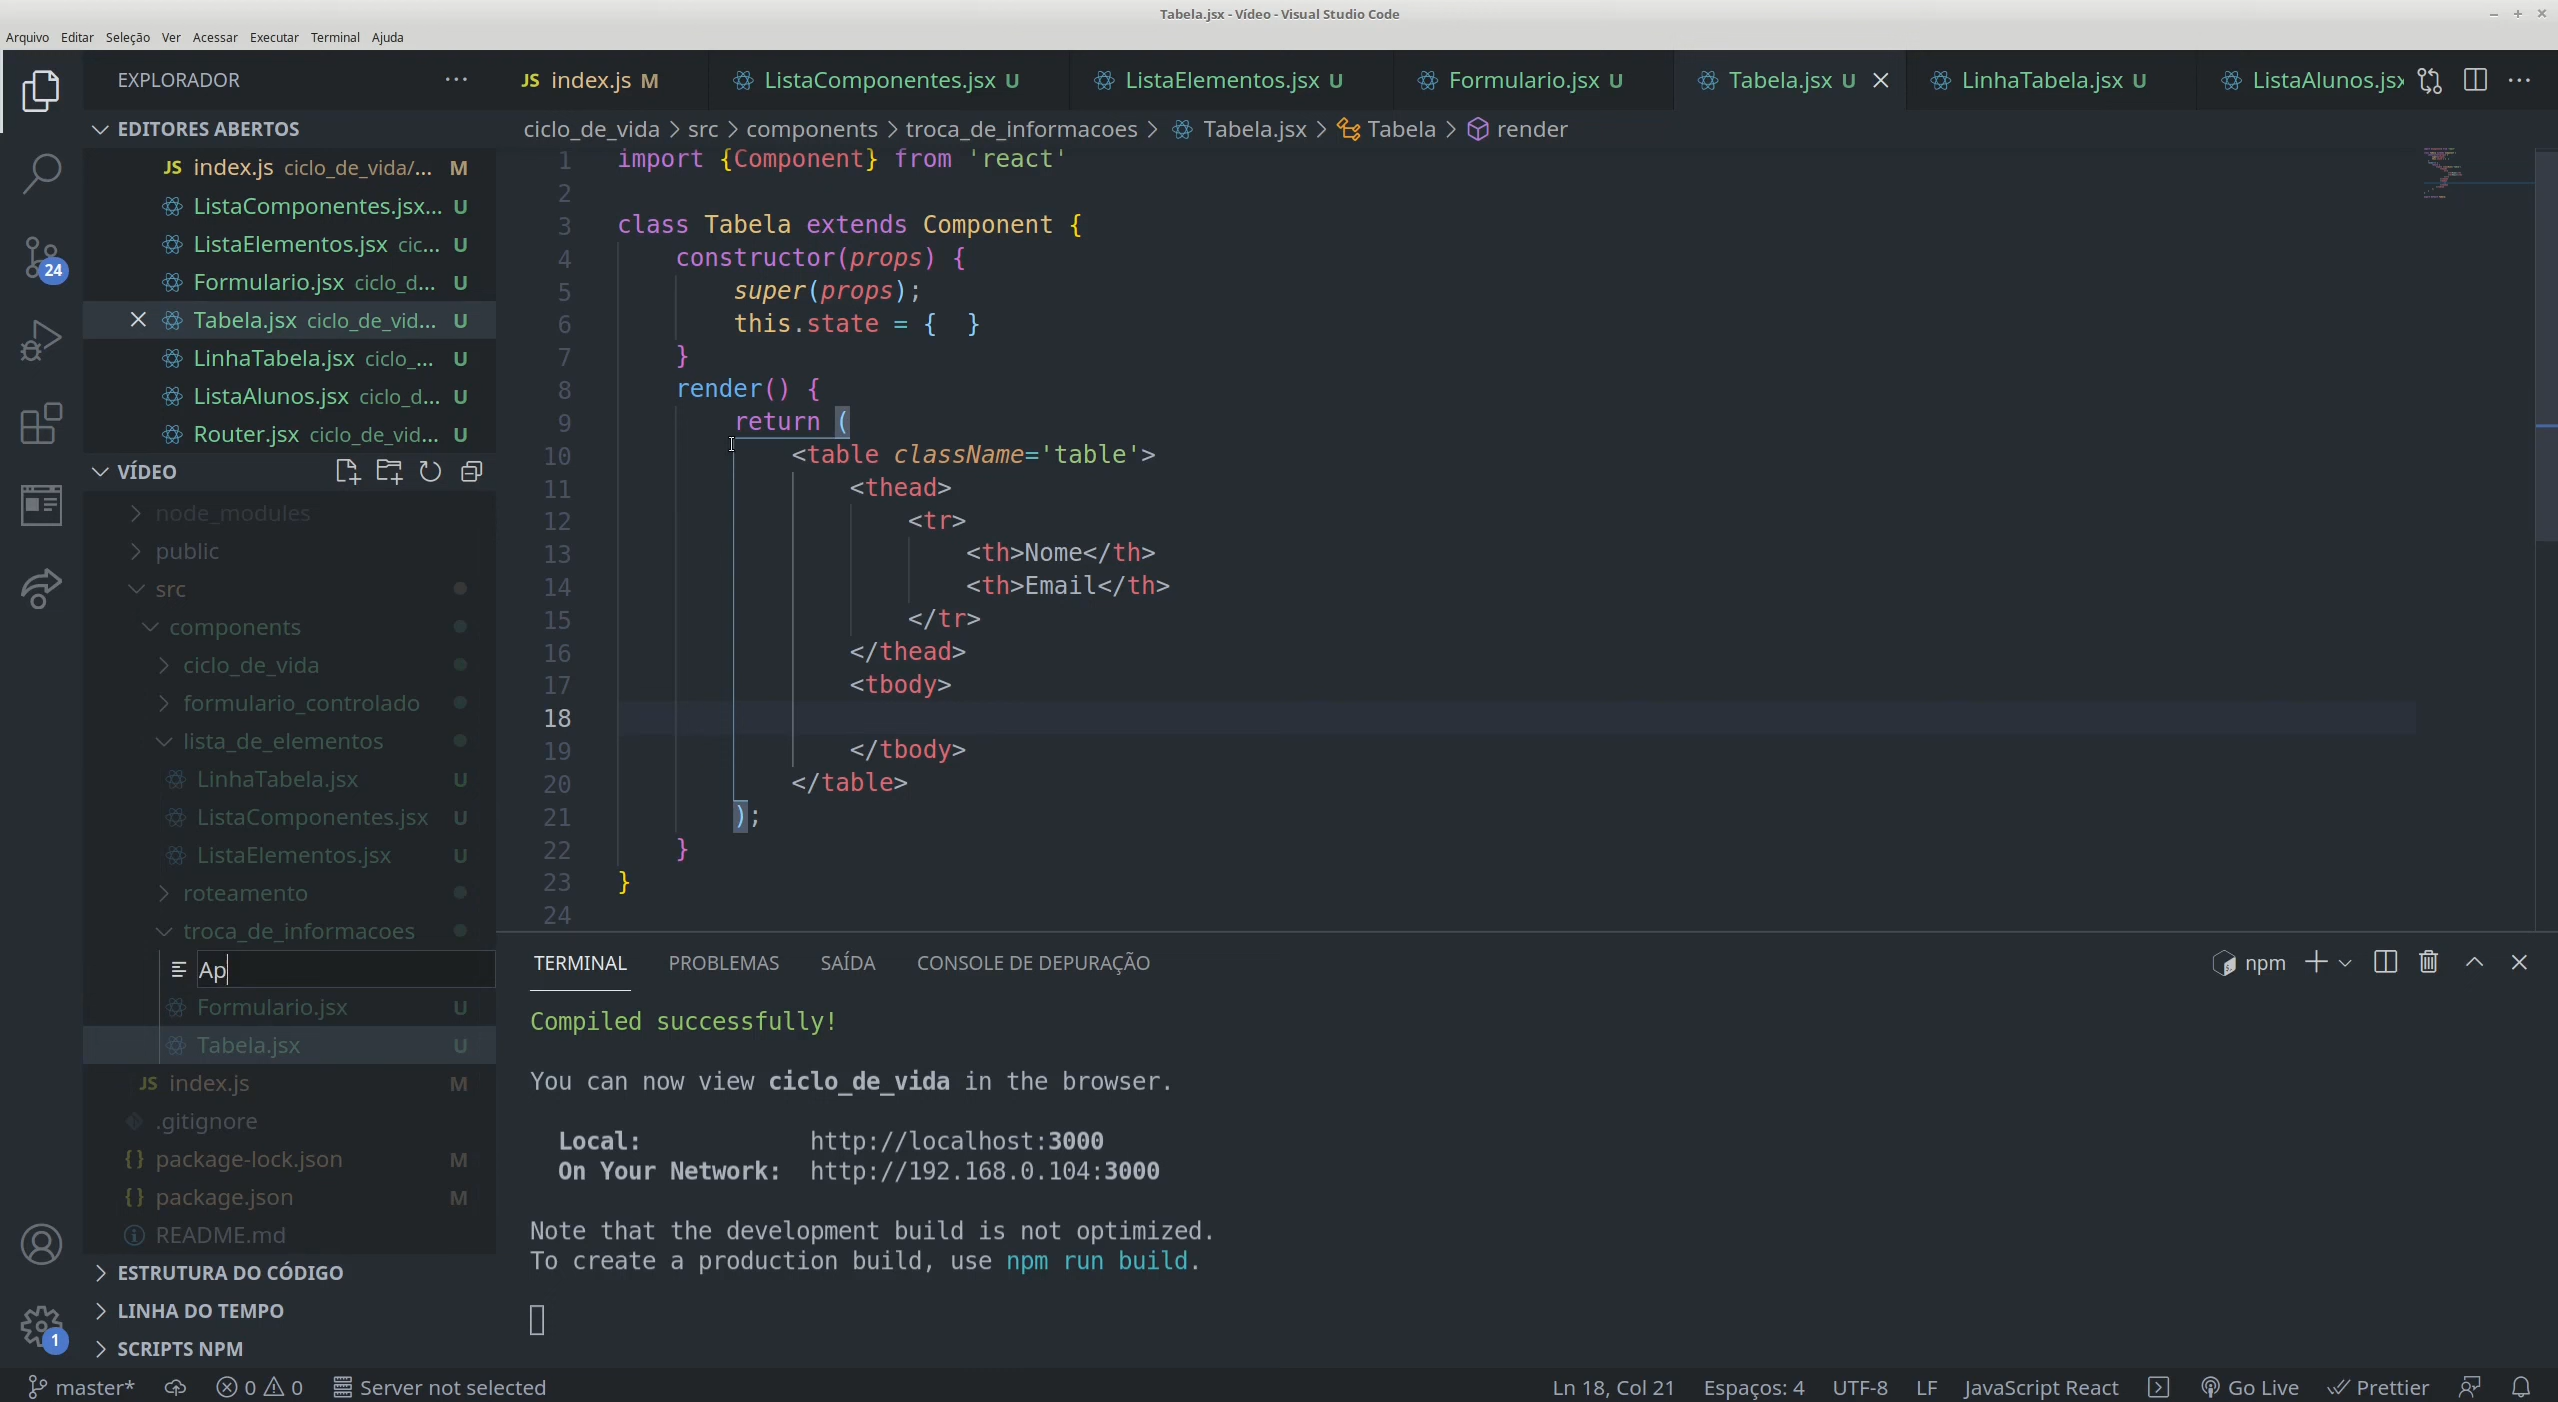 Tabela.jsx - Vídeo - Visual Studio Code
Arquivo Editar Seleção Ver Acessar Executar Terminal Ajuda
EXPLORADOR
JS index.js M ListaComponentes.jsx U ListaElementos.jsx U Formulario.jsx U Tabela.jsx U LinhaTabela.jsx U ListaAlunos.jsx
ciclo_de_vida > src > components > troca_de_informacoes > Tabela.jsx > Tabela > render
EDITORES ABERTOS
JS index.js ciclo_de_vida/... M
ListaComponentes.jsx... U
ListaElementos.jsx cic... U
Formulario.jsx ciclo_d... U
Tabela.jsx ciclo_de_vid... U
LinhaTabela.jsx ciclo_... U
ListaAlunos.jsx ciclo_d... U
Router.jsx ciclo_de_vid... U
VÍDEO
node_modules
public
src
components
ciclo_de_vida
formulario_controlado
lista_de_elementos
LinhaTabela.jsx U
ListaComponentes.jsx U
ListaElementos.jsx U
roteamento
troca_de_informacoes
Ap
Formulario.jsx U
Tabela.jsx U
JS index.js M
.gitignore
{} package-lock.json M
{} package.json M
README.md
ESTRUTURA DO CÓDIGO
LINHA DO TEMPO
SCRIPTS NPM
24
1
1 import {Component} from 'react'
2
3 class Tabela extends Component {
4 constructor(props) {
5 super(props);
6 this.state = {  }
7 }
8 render() {
9 return (
10 <table className='table'>
11 <thead>
12 <tr>
13 <th>Nome</th>
14 <th>Email</th>
15 </tr>
16 </thead>
17 <tbody>
18
19 </tbody>
20 </table>
21 );
22 }
23 }
24
TERMINAL PROBLEMAS SAÍDA CONSOLE DE DEPURAÇÃO npm
Compiled successfully!
You can now view ciclo_de_vida in the browser.
Local: http://localhost:3000
On Your Network: http://192.168.0.104:3000
Note that the development build is not optimized.
To create a production build, use npm run build.
master* 0 0 Server not selected Ln 18, Col 21 Espaços: 4 UTF-8 LF JavaScript React Go Live Prettier